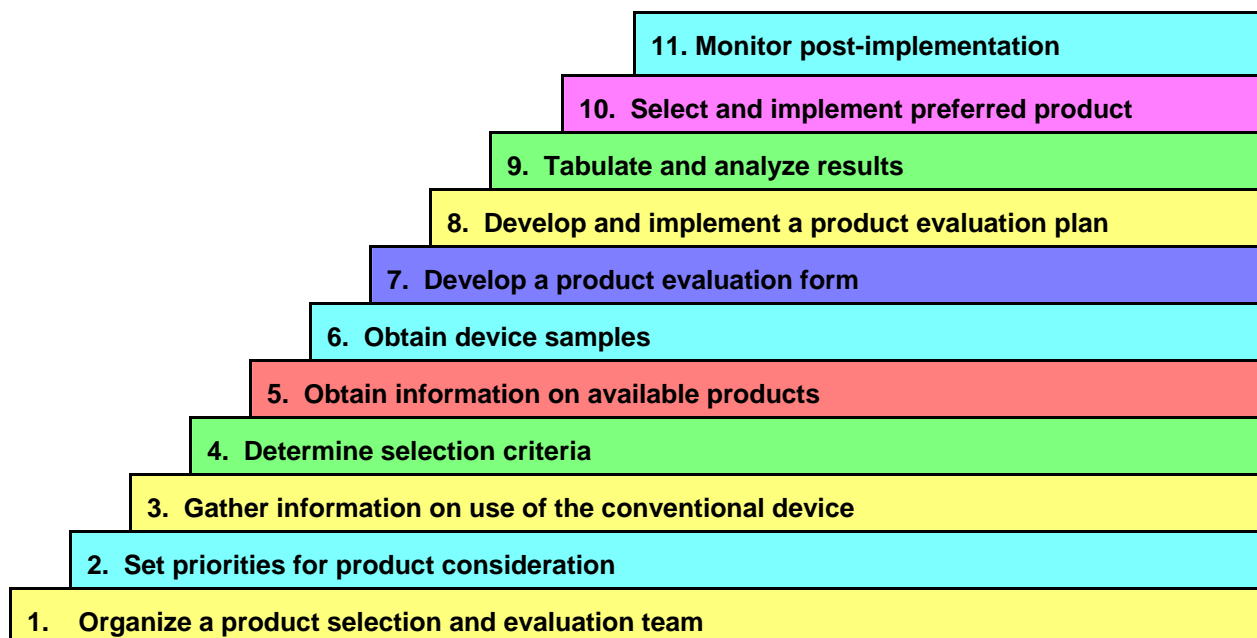 11. Monitor post-implementation
10. Select and implement preferred product
9. Tabulate and analyze results
8. Develop and implement a product evaluation plan
7. Develop a product evaluation form
6. Obtain device samples
5. Obtain information on available products
4. Determine selection criteria
3. Gather information on use of the conventional device
2. Set priorities for product consideration
1. Organize a product selection and evaluation team